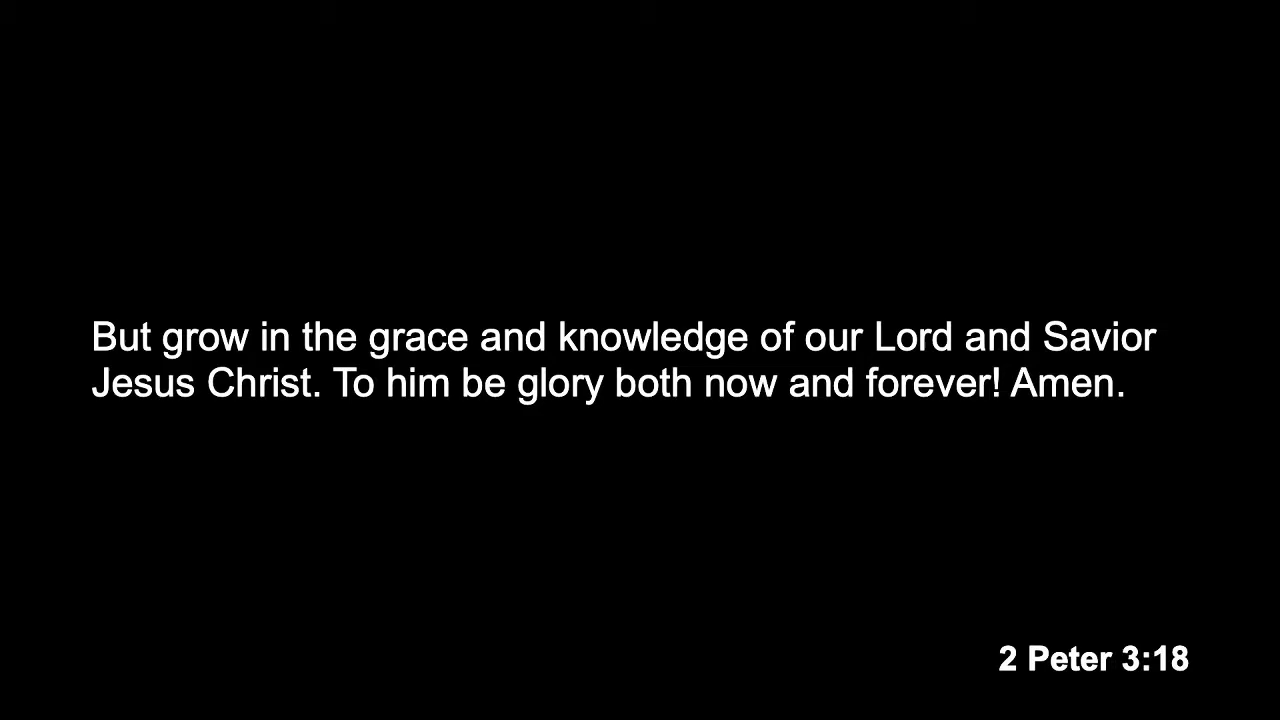 But grow in the grace and knowledge of our Lord and Savior
Jesus Christ. To him be glory both now and forever! Amen.
2 Peter 3:18